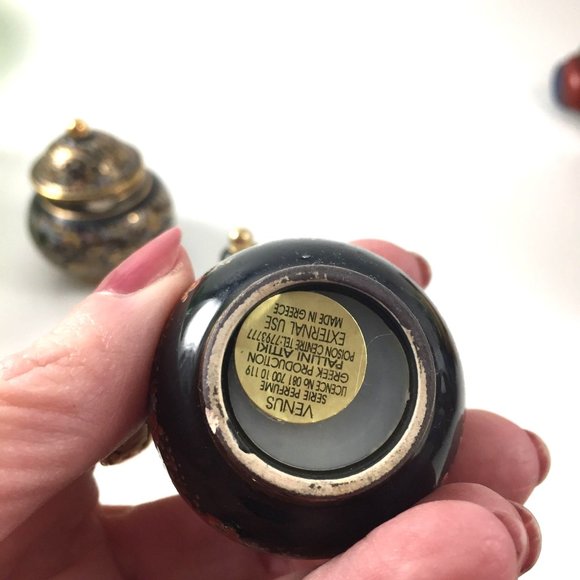 VENUS
SERIE PERFUME
LICENCE No 081 700 10 119
GREEK PRODUCTION
PALLINI ATTIKI -
POISON CENTRE TEL:7793777
EXTERNAL USE
MADE IN GREECE